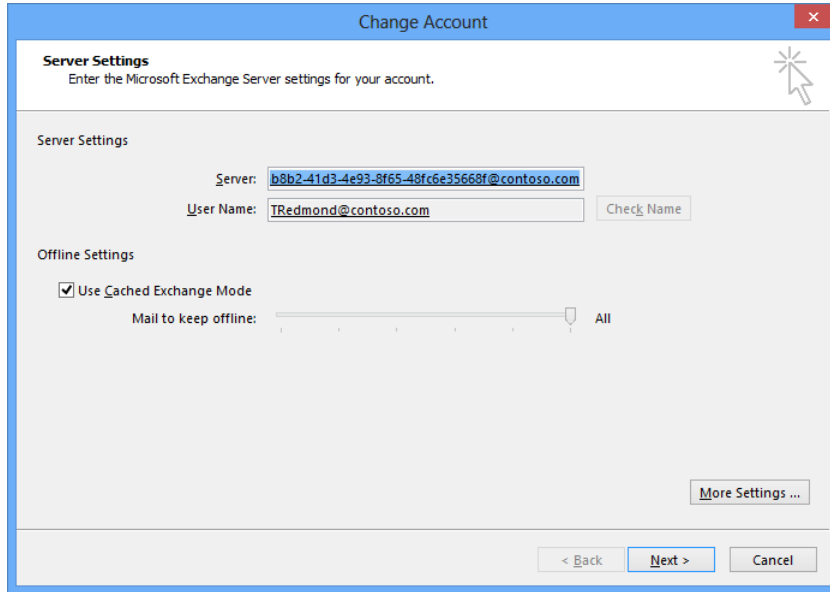 Change Account
Server Settings
Enter the Microsoft Exchange Server settings for your account.
Server Settings
Server: b8b2-41d3-4e93-8f65-48fc6e35668f@contoso.com
User Name: TRedmond@contoso.com Check Name
Offline Settings
Use Cached Exchange Mode
Mail to keep offline: All
More Settings ...
< Back Next > Cancel